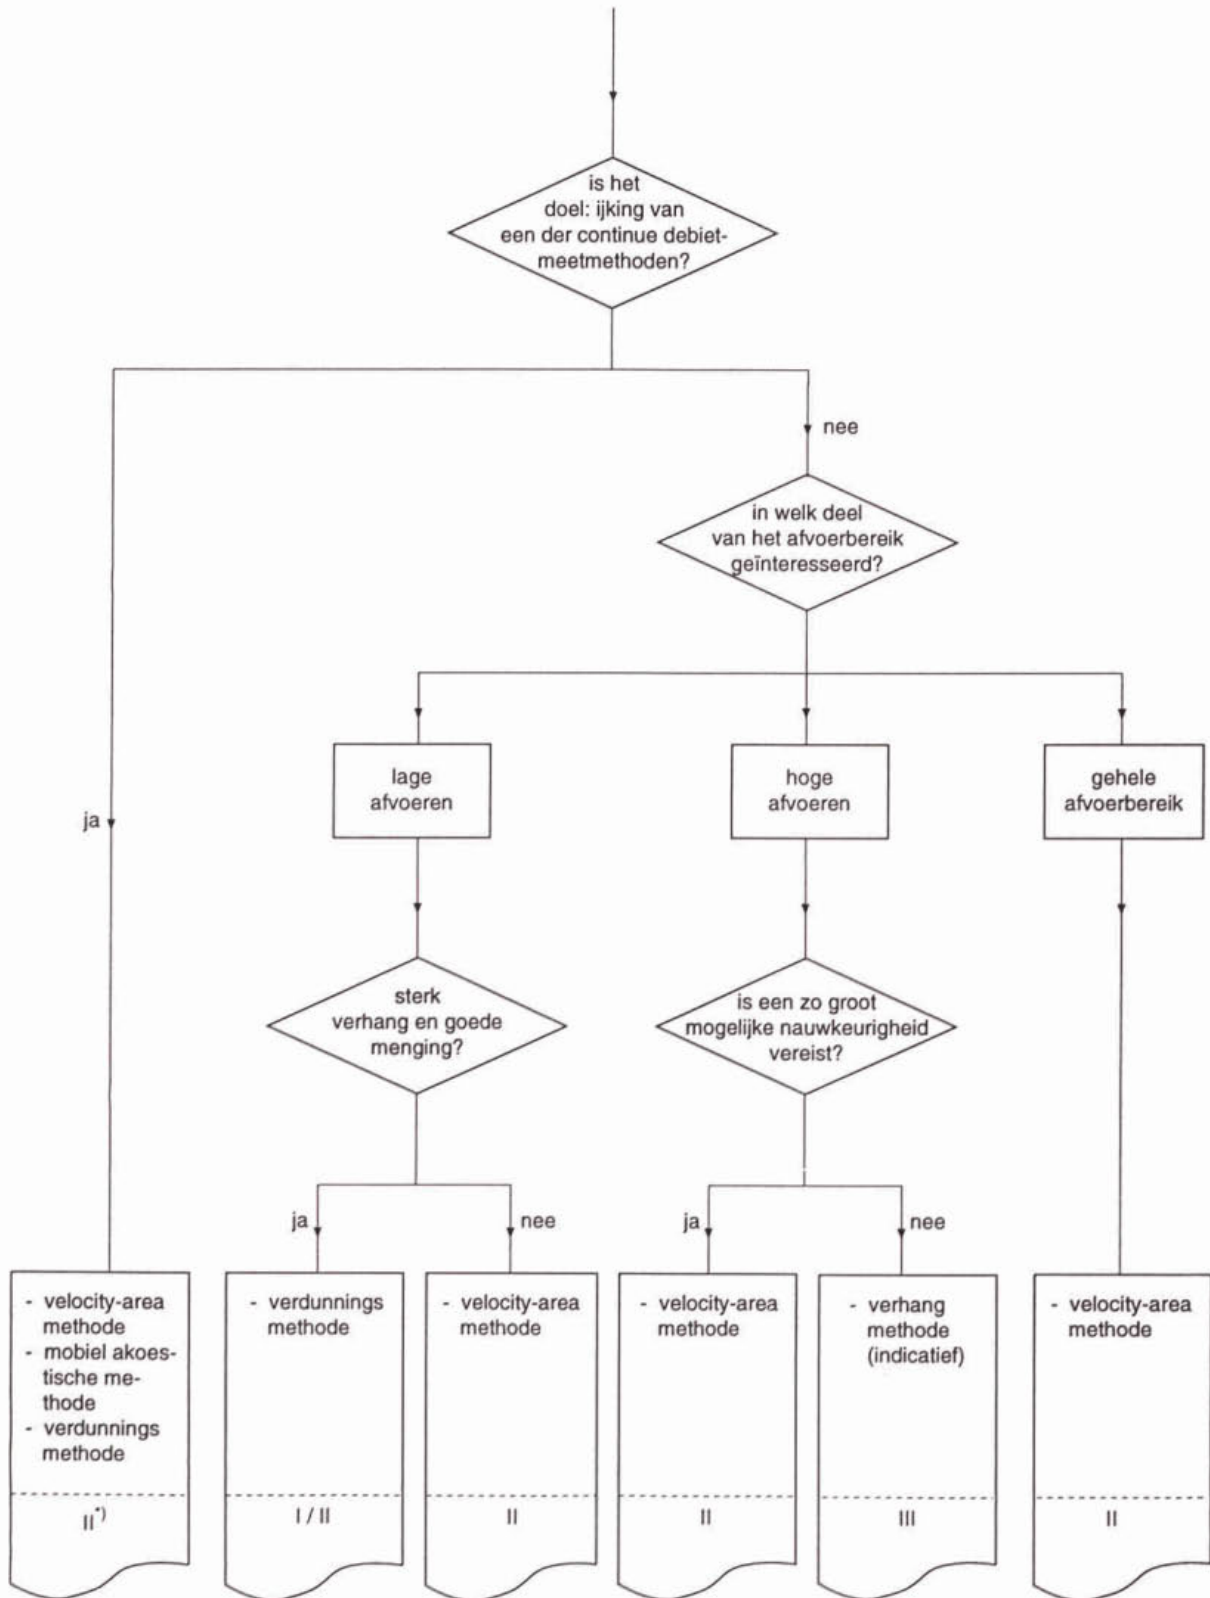 is het
doel: ijking van
een der continue debiet-
meetmethoden?
nee
in welk deel
van het afvoerbereik
geïnteresseerd?
lage
afvoeren
hoge
afvoeren
gehele
afvoerbereik
ja
sterk
verhang en goede
menging?
is een zo groot
mogelijke nauwkeurigheid
vereist?
ja
nee
ja
nee
- velocity-area
methode
- mobiel akoes-
tische me-
thode
- verdunnings
methode
II*)
- verdunnings
methode
I / II
- velocity-area
methode
II
- velocity-area
methode
II
- verhang
methode
(indicatief)
III
- velocity-area
methode
II